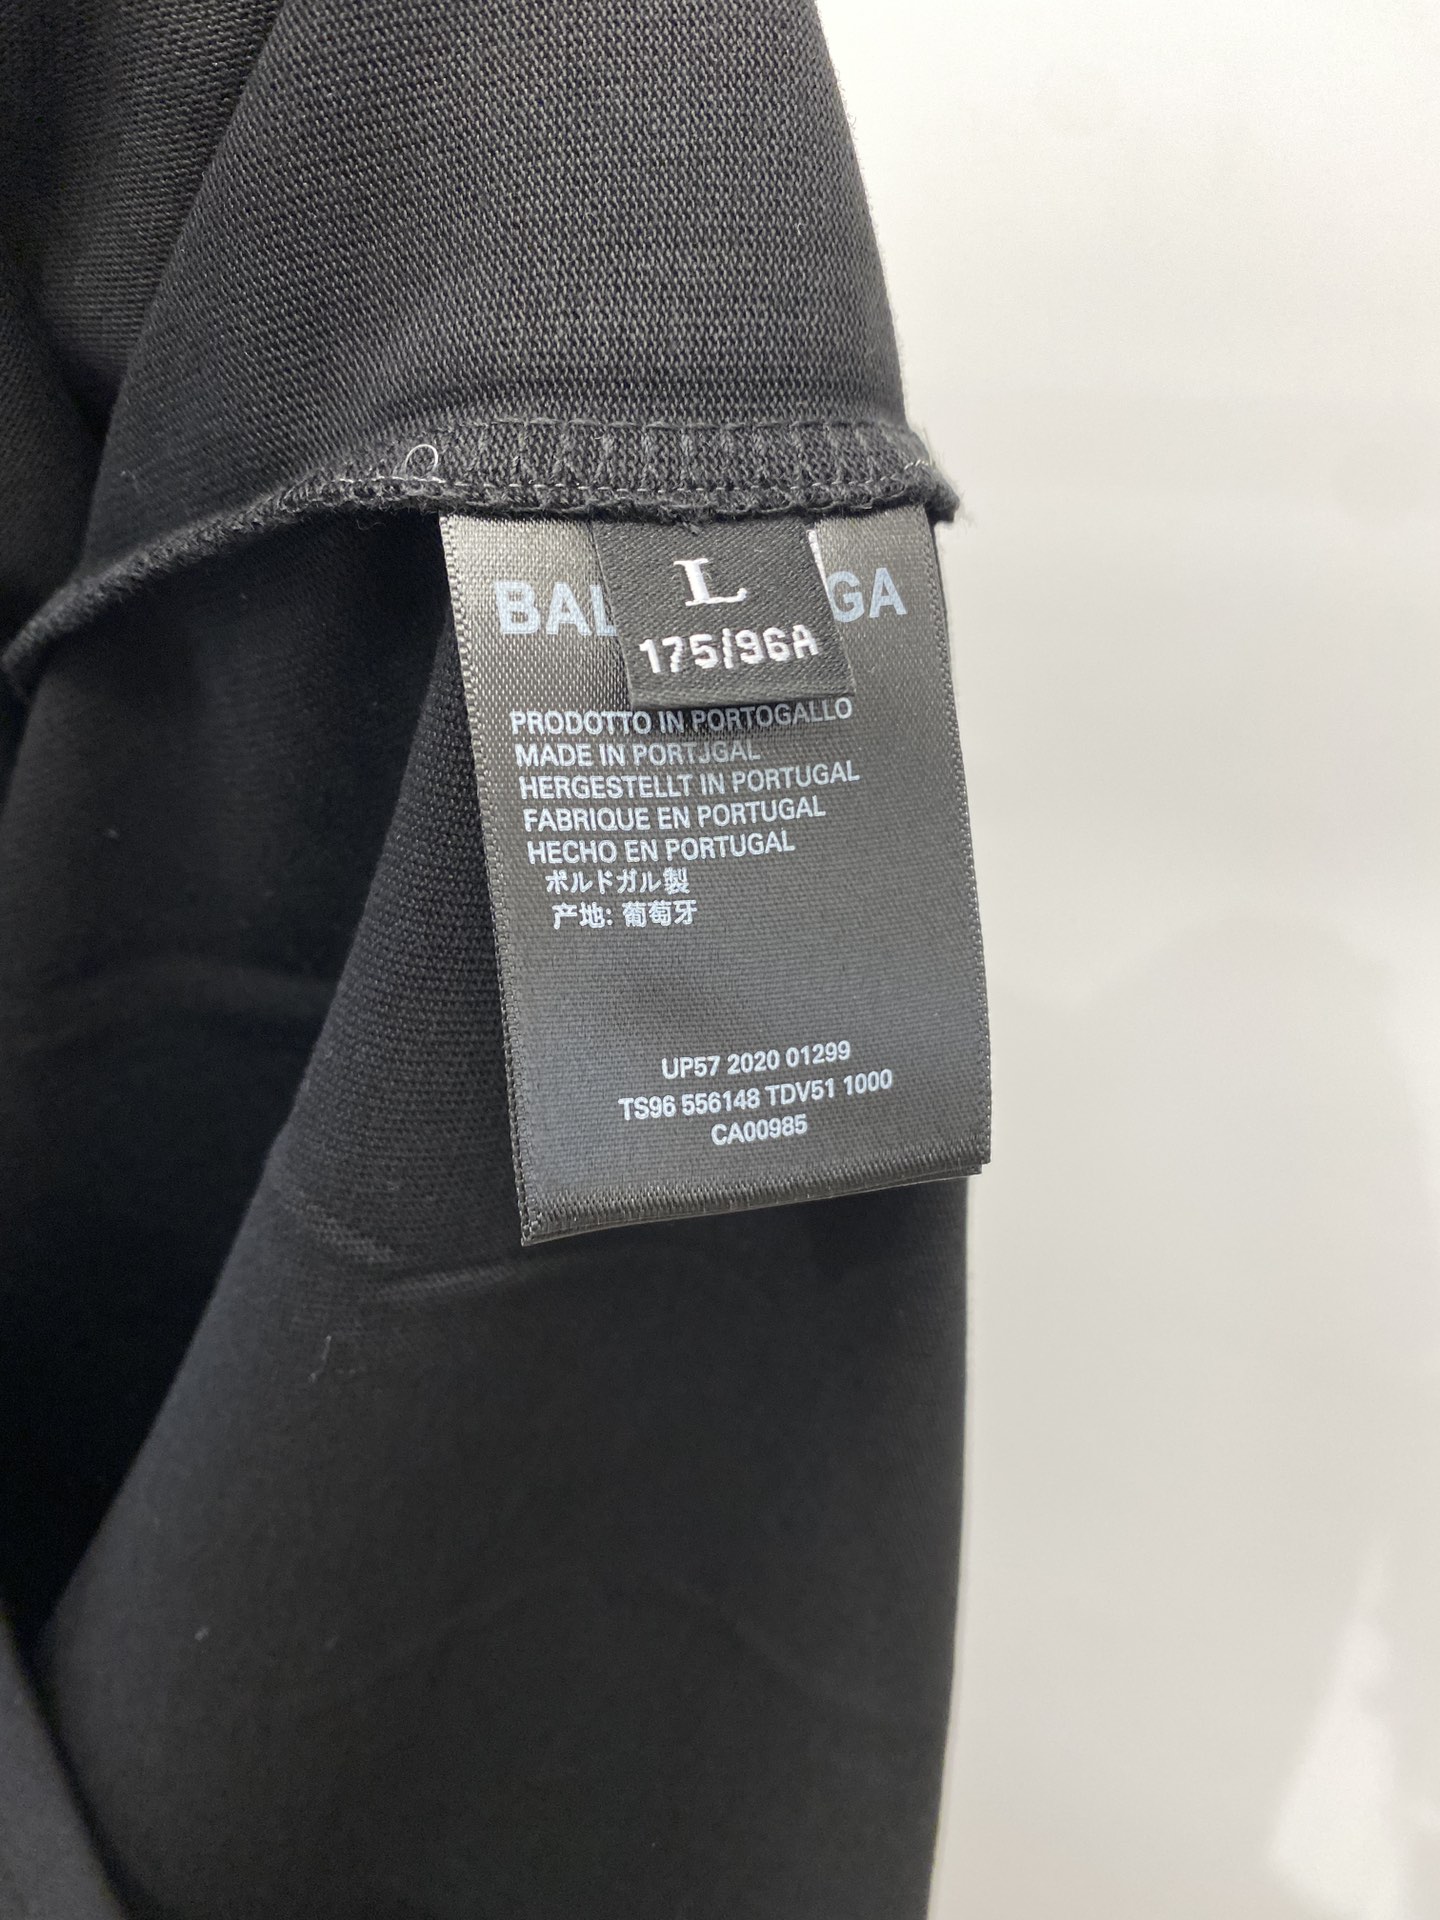 L
175/96A
BAL GA
PRODOTTO IN PORTOGALLO
MADE IN PORTJGAL
HERGESTELLT IN PORTUGAL
FABRIQUE EN PORTUGAL
HECHO EN PORTUGAL
ポルドガル製
产地: 葡萄牙
UP57 2020 01299
TS96 556148 TDV51 1000
CA00985